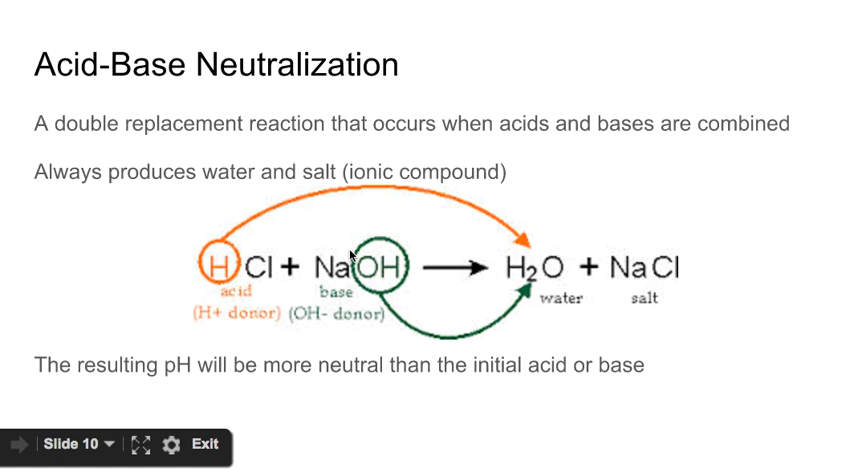 Acid-Base Neutralization
A double replacement reaction that occurs when acids and bases are combined
Always produces water and salt (ionic compound)
HCl + NaOH → H₂O + NaCl
acid base water salt
(H+ donor) (OH- donor)
The resulting pH will be more neutral than the initial acid or base
Slide 10 Exit